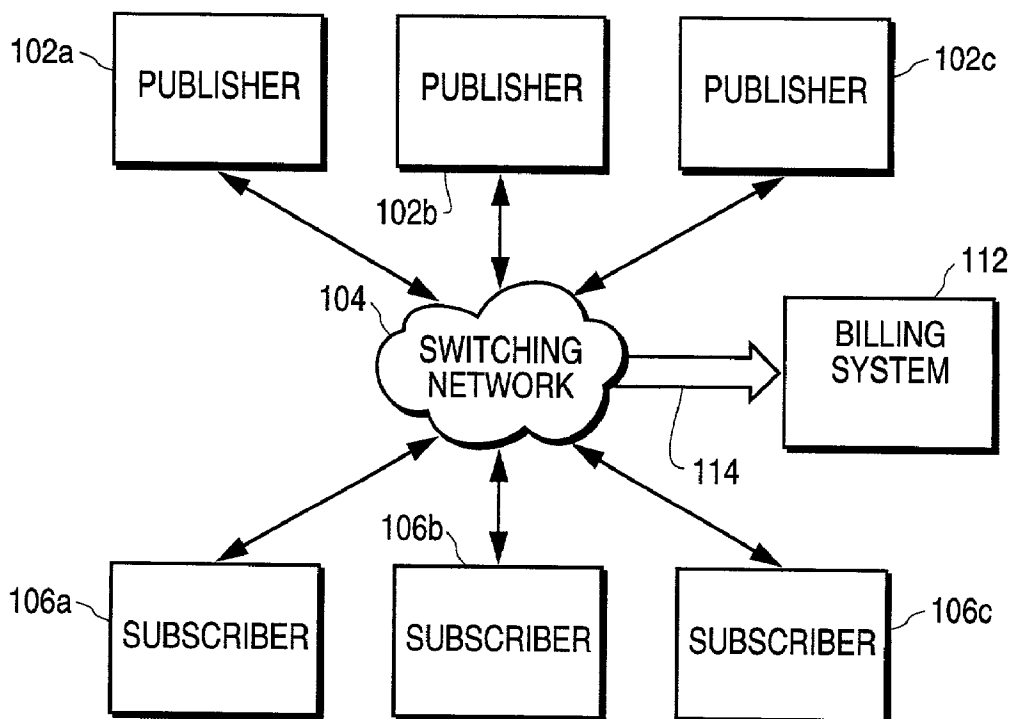 102a
PUBLISHER
PUBLISHER
PUBLISHER
102c
102b
104
SWITCHING
NETWORK
112
BILLING
SYSTEM
114
106b
106a
SUBSCRIBER
SUBSCRIBER
SUBSCRIBER
106c